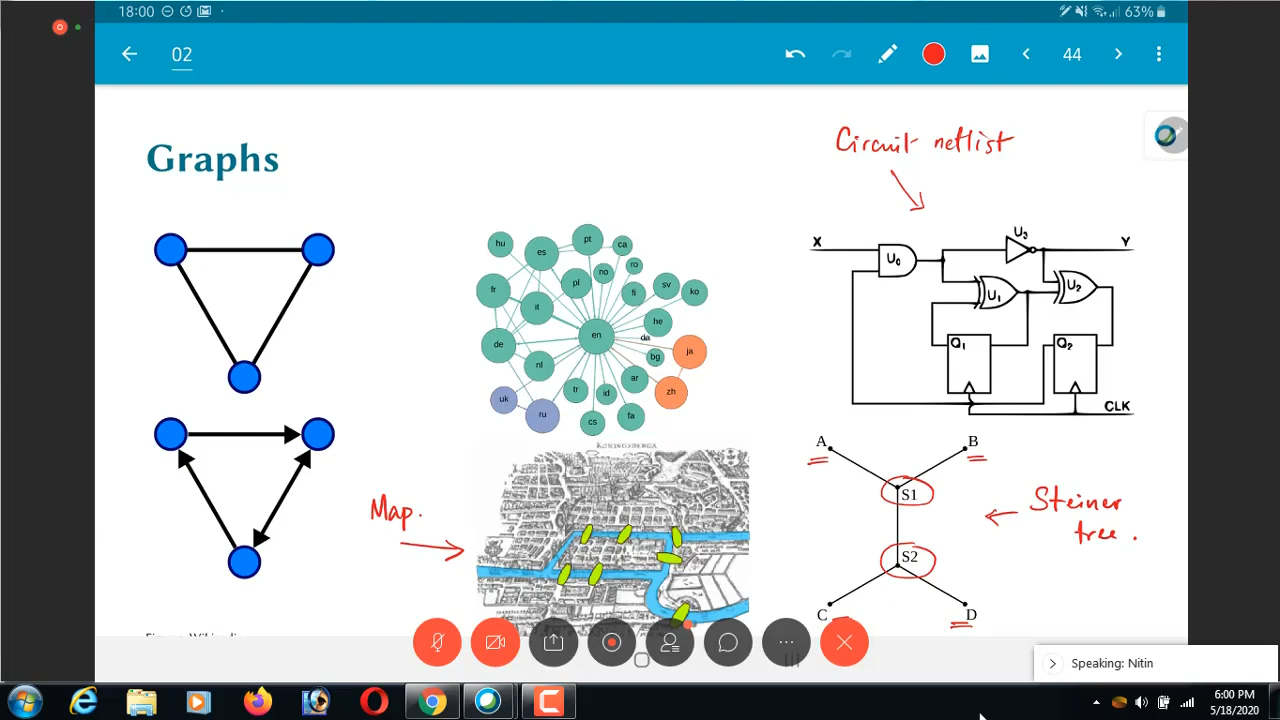 18:00
63%
02
44
Graphs
Circuit netlist
hu
es
pt
ca
no
ro
pl
fi
sv
ko
fr
it
he
en
da
de
bg
ja
nl
ar
zh
tr
id
uk
ru
cs
fa
X
U0
U3
Y
U1
U2
Q1
Q2
CLK
KONINGSBERGA
Map.
A
B
S1
Steiner
tree.
S2
C
D
Speaking: Nitin
6:00 PM
5/18/2020